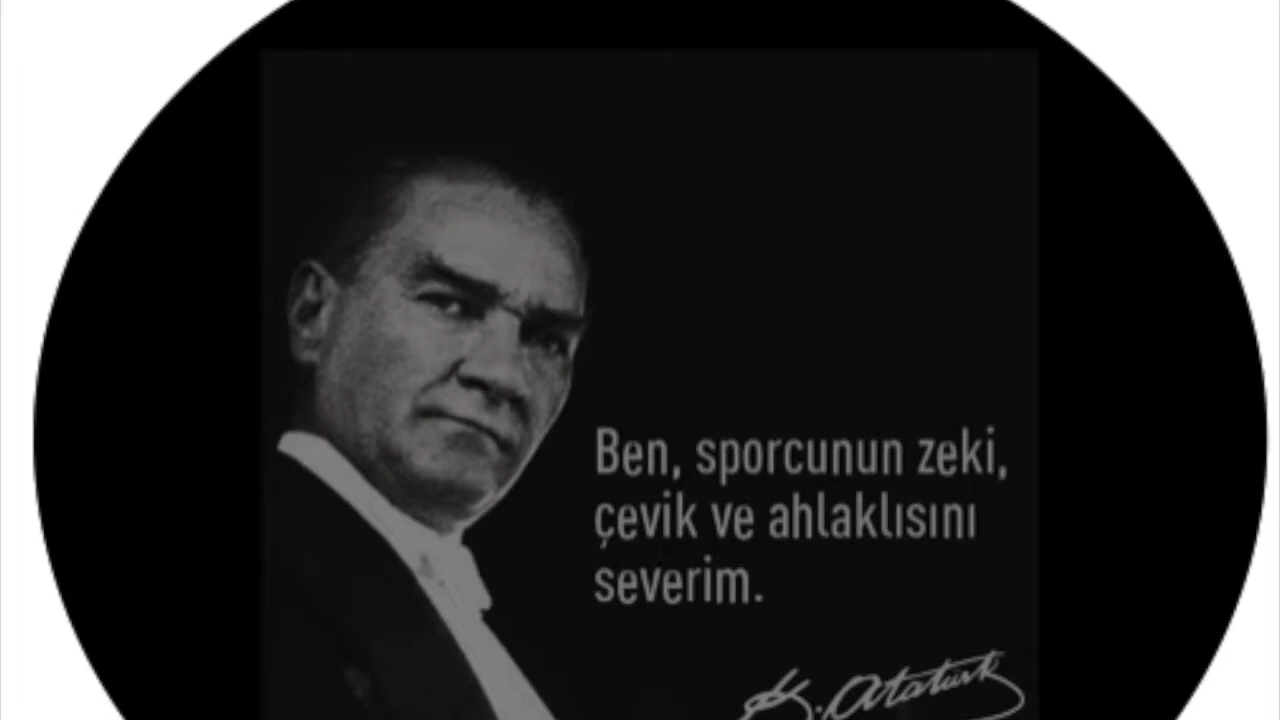 Ben, sporcunun zeki,
çevik ve ahlaklısını
severim.
K. Atatürk